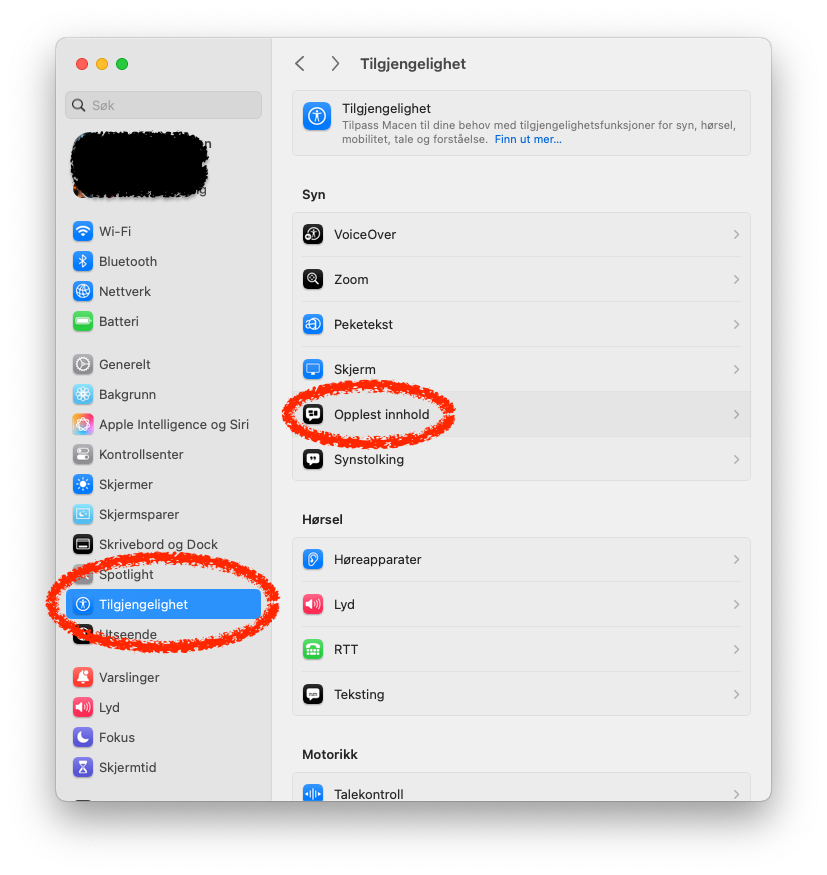 Tilgjengelighet
Søk
Tilgjengelighet
Tilpass Macen til dine behov med tilgjengelighetsfunksjoner for syn, hørsel,
mobilitet, tale og forståelse. Finn ut mer...
Wi-Fi
Bluetooth
Nettverk
Batteri
Generelt
Bakgrunn
Apple Intelligence og Siri
Kontrollsenter
Skjermer
Skjermsparer
Skrivebord og Dock
Spotlight
Tilgjengelighet
Utseende
Varslinger
Lyd
Fokus
Skjermtid
Syn
VoiceOver
Zoom
Peketekst
Skjerm
Opplest innhold
Synstolking
Hørsel
Høreapparater
Lyd
RTT
Teksting
Motorikk
Talekontroll